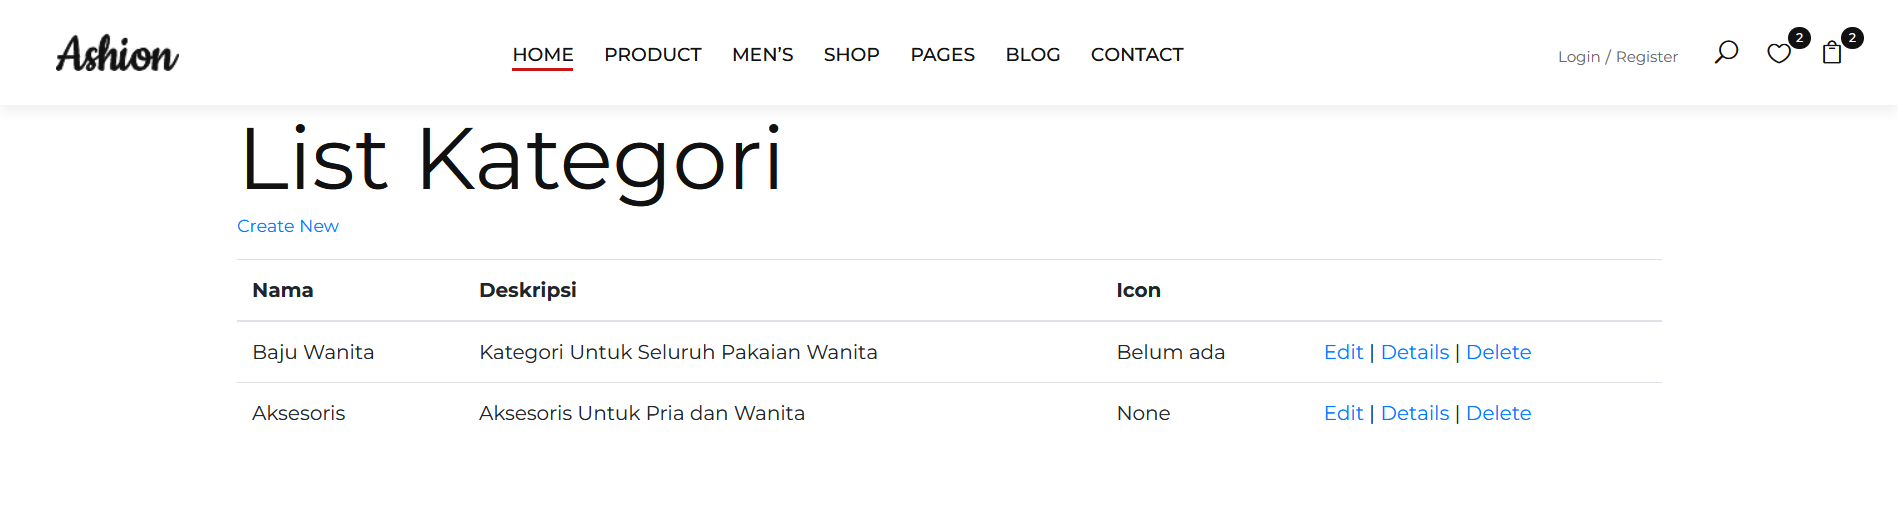 Ashion HOME PRODUCT MEN’S SHOP PAGES BLOG CONTACT Login / Register 2 2
List Kategori
Create New
Nama Deskripsi Icon
Baju Wanita Kategori Untuk Seluruh Pakaian Wanita Belum ada Edit | Details | Delete
Aksesoris Aksesoris Untuk Pria dan Wanita None Edit | Details | Delete